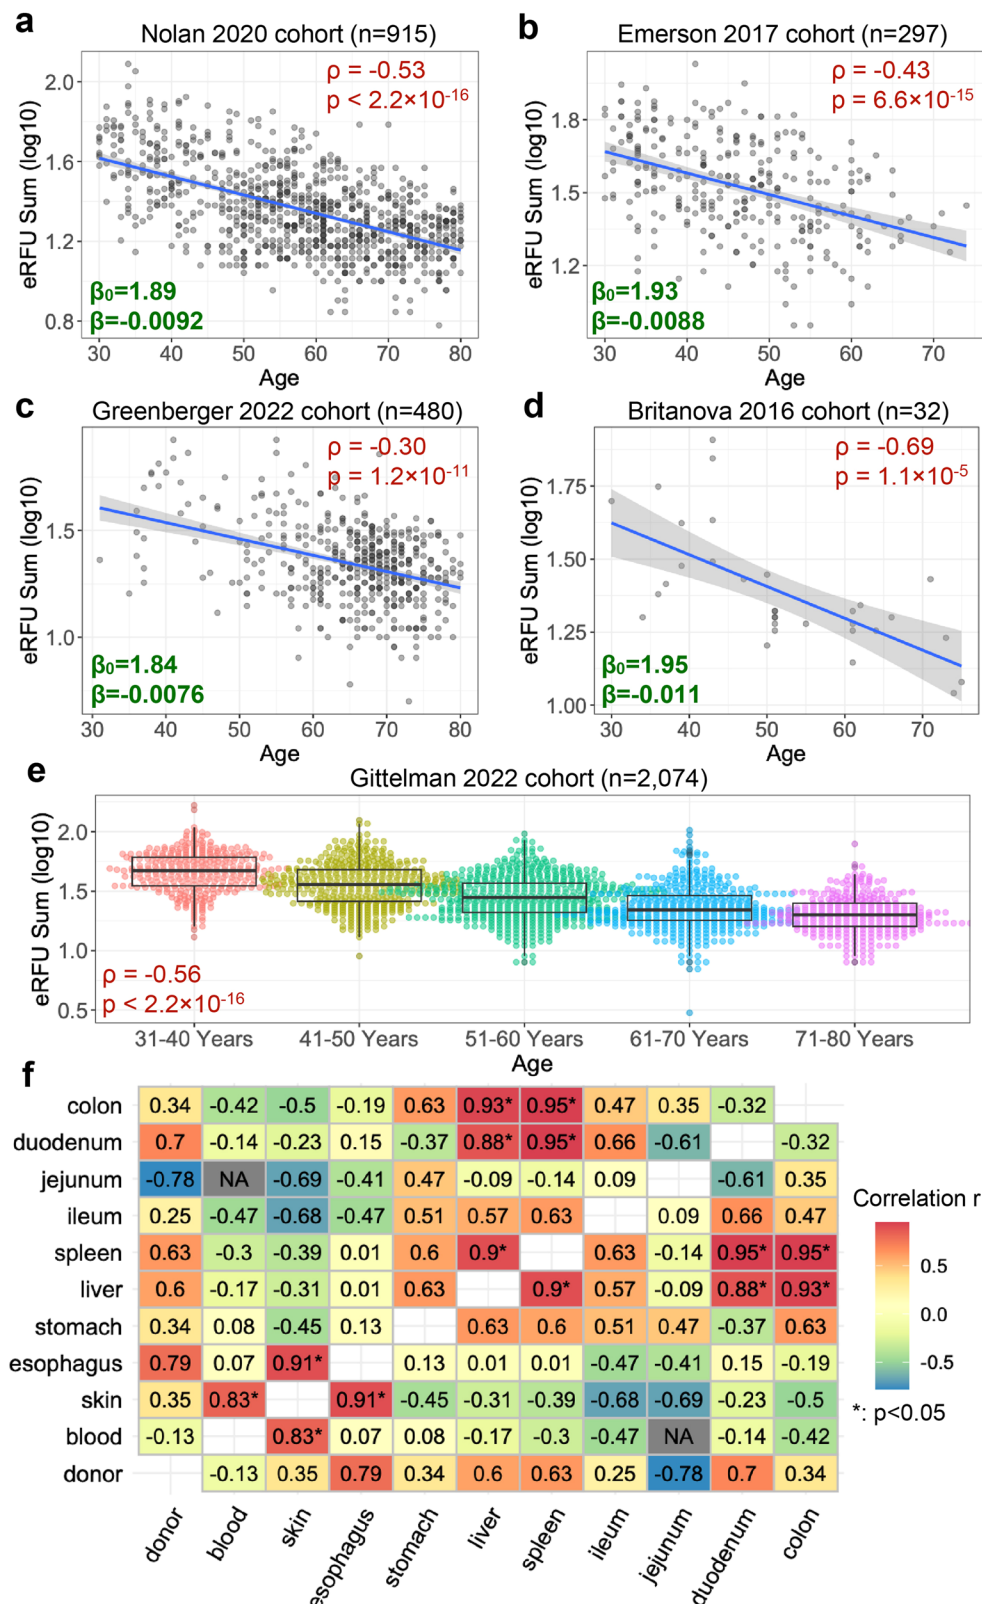 a
Nolan 2020 cohort (n=915)
ρ = -0.53
p < 2.2×10-16
eRFU Sum (log10)
2.0
1.6
1.2
0.8
β₀=1.89
β=-0.0092
30 40 50 60 70 80
Age
b
Emerson 2017 cohort (n=297)
ρ = -0.43
p = 6.6×10-15
eRFU Sum (log10)
1.8
1.5
1.2
β₀=1.93
β=-0.0088
30 40 50 60 70
Age
c
Greenberger 2022 cohort (n=480)
ρ = -0.30
p = 1.2×10-11
eRFU Sum (log10)
1.5
1.0
β₀=1.84
β=-0.0076
30 40 50 60 70 80
Age
d
Britanova 2016 cohort (n=32)
ρ = -0.69
p = 1.1×10-5
eRFU Sum (log10)
1.75
1.50
1.25
1.00
β₀=1.95
β=-0.011
30 40 50 60 70
Age
e
Gittelman 2022 cohort (n=2,074)
eRFU Sum (log10)
2.0
1.5
1.0
0.5
ρ = -0.56
p < 2.2×10-16
31-40 Years 41-50 Years 51-60 Years 61-70 Years 71-80 Years
Age
f
colon 0.34 -0.42 -0.5 -0.19 0.63 0.93* 0.95* 0.47 0.35 -0.32
duodenum 0.7 -0.14 -0.23 0.15 -0.37 0.88* 0.95* 0.66 -0.61 -0.32
jejunum -0.78 NA -0.69 -0.41 0.47 -0.09 -0.14 0.09 -0.61 0.35
ileum 0.25 -0.47 -0.68 -0.47 0.51 0.57 0.63 0.09 0.66 0.47
spleen 0.63 -0.3 -0.39 0.01 0.6 0.9* 0.63 -0.14 0.95* 0.95*
liver 0.6 -0.17 -0.31 0.01 0.63 0.9* 0.57 -0.09 0.88* 0.93*
stomach 0.34 0.08 -0.45 0.13 0.63 0.6 0.51 0.47 -0.37 0.63
esophagus 0.79 0.07 0.91* 0.13 0.01 0.01 -0.47 -0.41 0.15 -0.19
skin 0.35 0.83* 0.91* -0.45 -0.31 -0.39 -0.68 -0.69 -0.23 -0.5
blood -0.13 0.83* 0.07 0.08 -0.17 -0.3 -0.47 NA -0.14 -0.42
donor -0.13 0.35 0.79 0.34 0.6 0.63 0.25 -0.78 0.7 0.34
donor blood skin esophagus stomach liver spleen ileum jejunum duodenum colon
Correlation r
0.5
0.0
-0.5
*: p<0.05